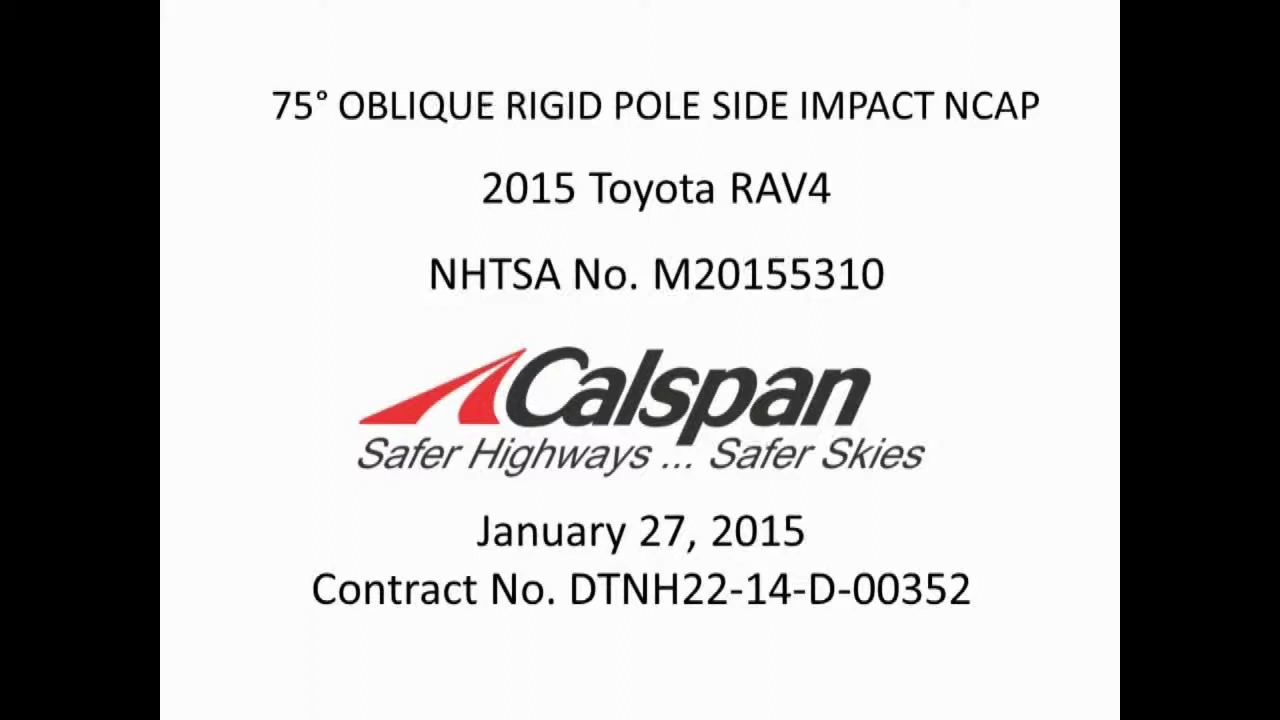 75° OBLIQUE RIGID POLE SIDE IMPACT NCAP
2015 Toyota RAV4
NHTSA No. M20155310
Calspan
Safer Highways ... Safer Skies
January 27, 2015
Contract No. DTNH22-14-D-00352